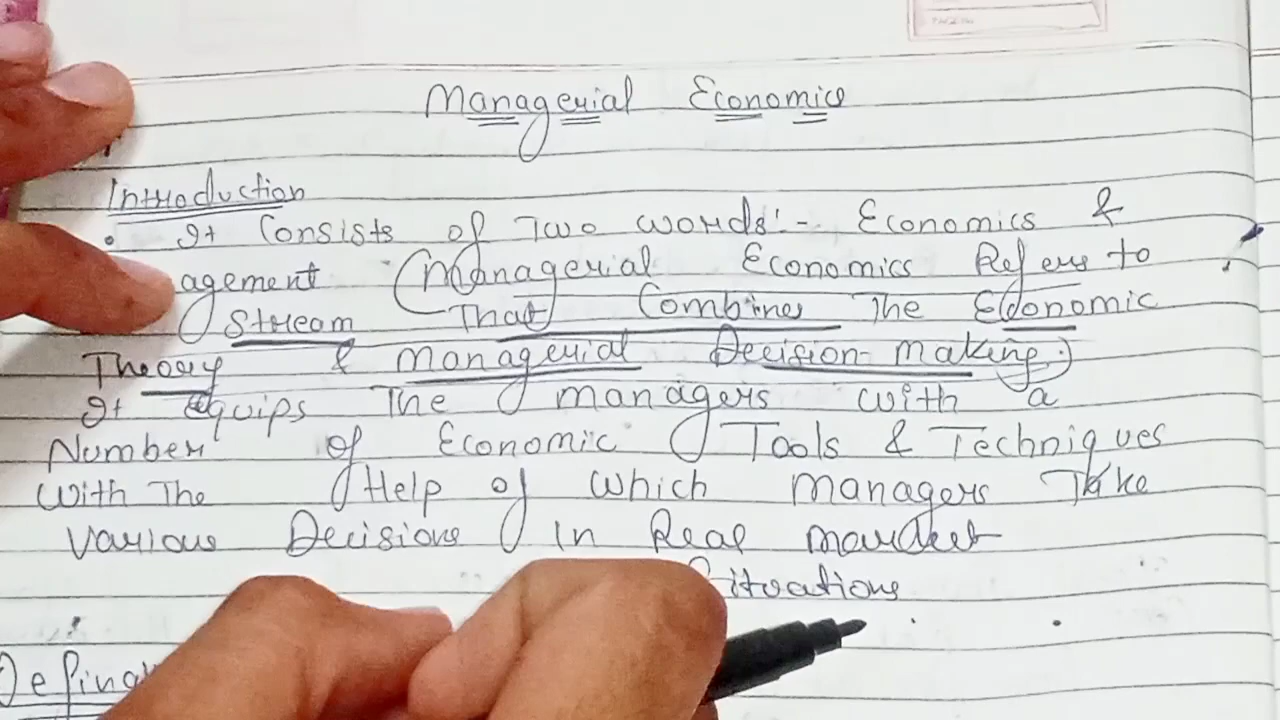 PAGE No.
Managerial Economics
Introduction
• It Consists of Two words:- Economics &
agement (Managerial Economics Refers to
Stream That Combines The Economic
Theory & Managerial Decision-making.)
It equips The managers with a
Number of Economic Tools & Techniques
with The Help of which managers Take
various Decisions in Real market
Situations
Defina